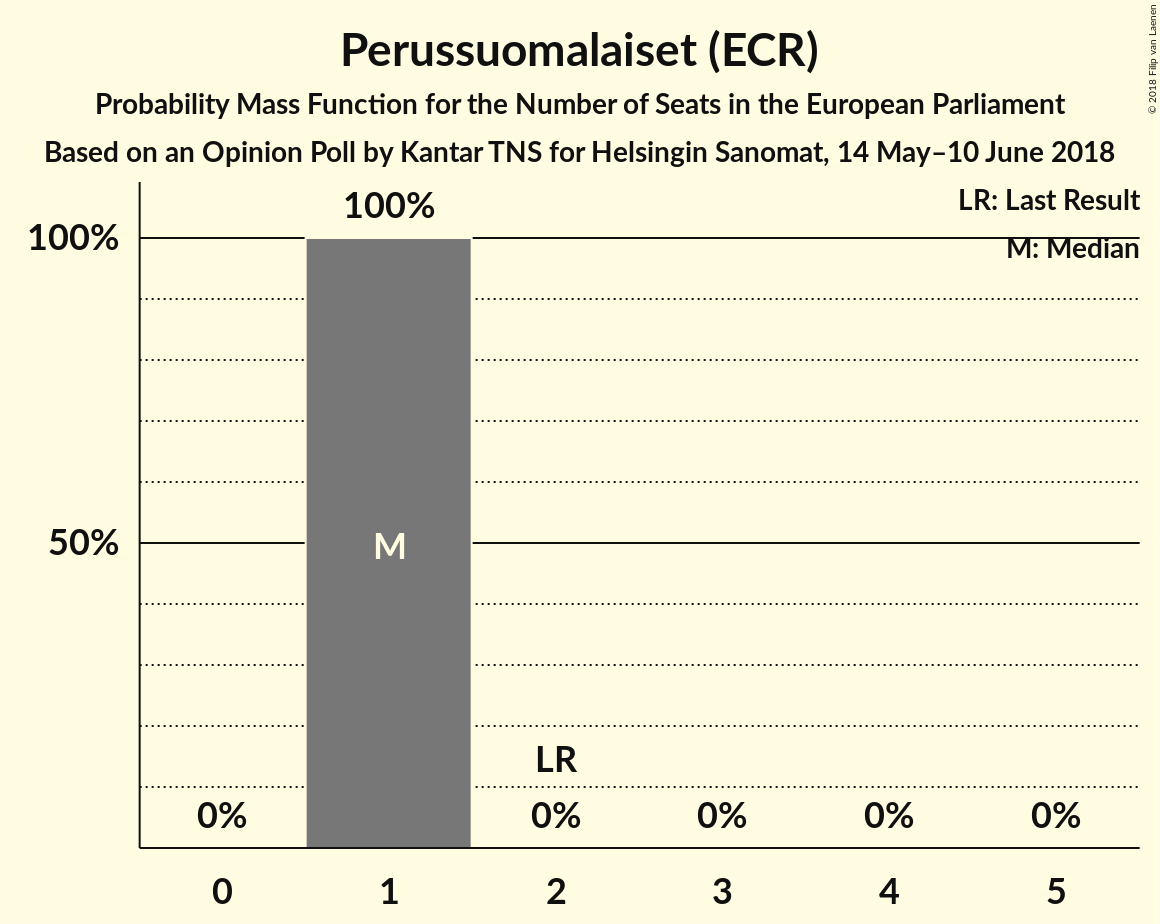 Perussuomalaiset (ECR)
Probability Mass Function for the Number of Seats in the European Parliament
Based on an Opinion Poll by Kantar TNS for Helsingin Sanomat, 14 May–10 June 2018
© 2018 Filip van Laenen
LR: Last Result
M: Median
100%
100%
50%
M
LR
0%
0%
0%
0%
0%
0 1 2 3 4 5